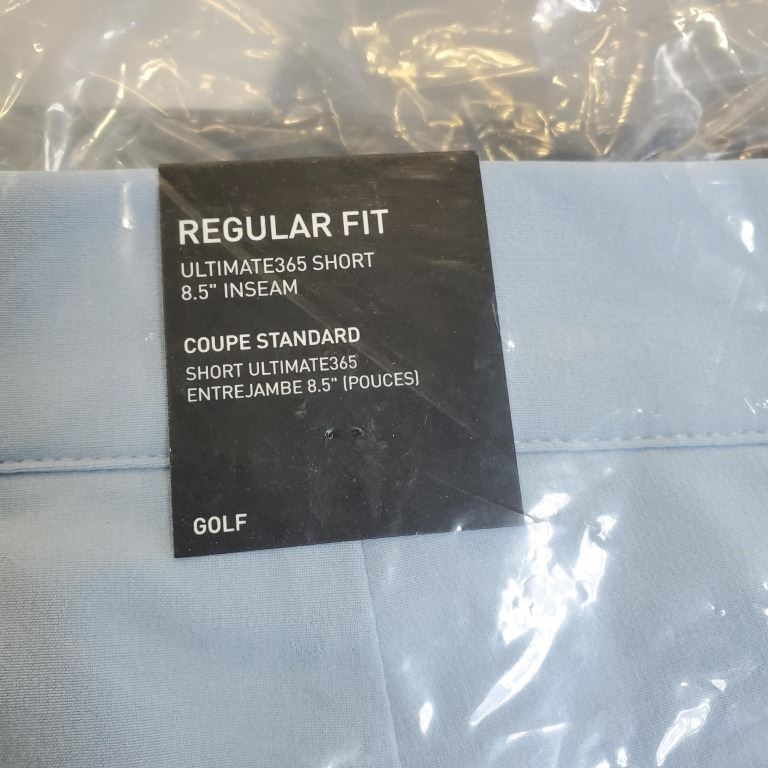 REGULAR FIT
ULTIMATE365 SHORT
8.5" INSEAM
COUPE STANDARD
SHORT ULTIMATE365
ENTREJAMBE 8.5" (POUCES)
GOLF